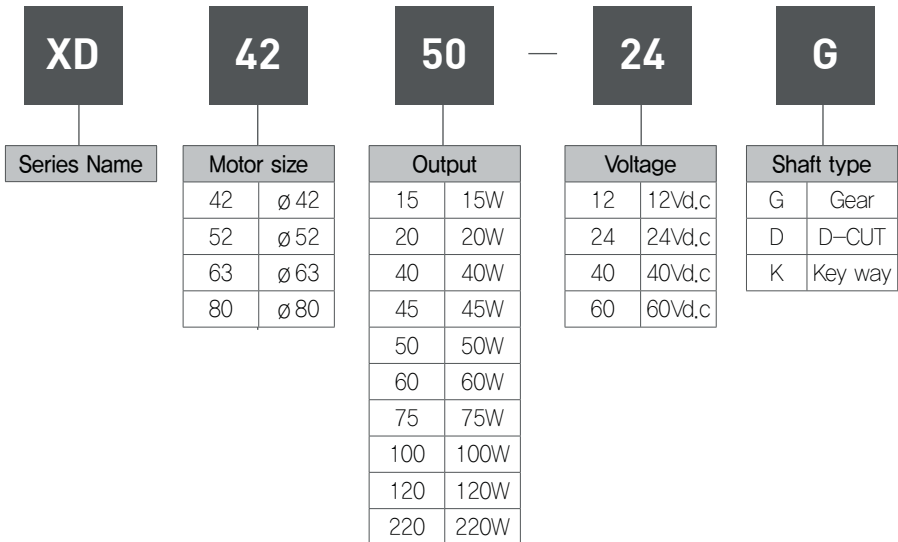 XD 42 50 — 24 G
Series Name Motor size Output Voltage Shaft type
42 ø42 15 15W 12 12Vd.c G Gear
52 ø52 20 20W 24 24Vd.c D D-CUT
63 ø63 40 40W 40 40Vd.c K Key way
80 ø80 45 45W 60 60Vd.c
50 50W
60 60W
75 75W
100 100W
120 120W
220 220W